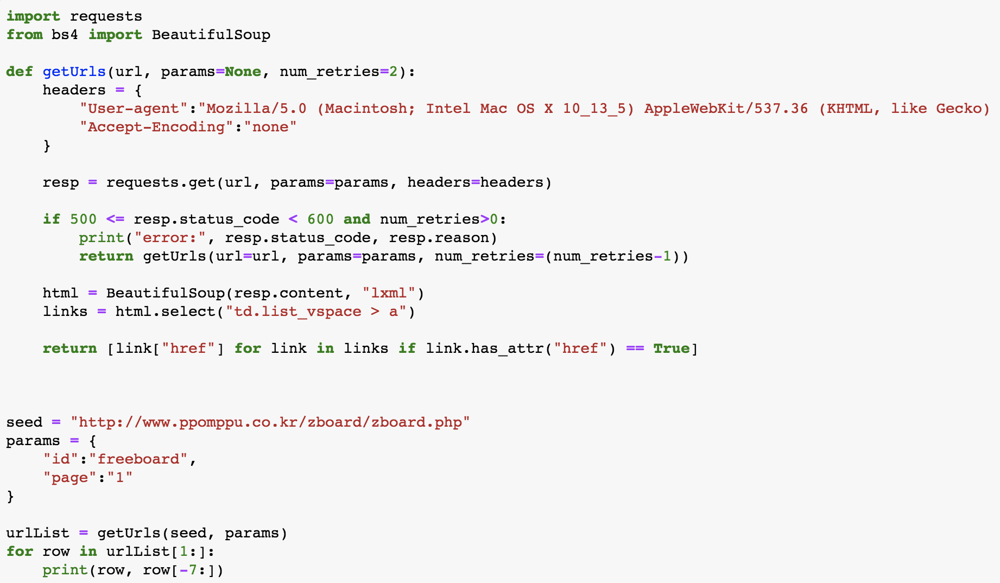 import requests
from bs4 import BeautifulSoup
def getUrls(url, params=None, num_retries=2):
    headers = {
        "User-agent":"Mozilla/5.0 (Macintosh; Intel Mac OS X 10_13_5) AppleWebKit/537.36 (KHTML, like Gecko)
        "Accept-Encoding":"none"
    }
    resp = requests.get(url, params=params, headers=headers)
    if 500 <= resp.status_code < 600 and num_retries>0:
        print("error:", resp.status_code, resp.reason)
        return getUrls(url=url, params=params, num_retries=(num_retries-1))
    html = BeautifulSoup(resp.content, "lxml")
    links = html.select("td.list_vspace > a")
    return [link["href"] for link in links if link.has_attr("href") == True]
seed = "http://www.ppomppu.co.kr/zboard/zboard.php"
params = {
    "id":"freeboard",
    "page":"1"
}
urlList = getUrls(seed, params)
for row in urlList[1:]:
    print(row, row[-7:])